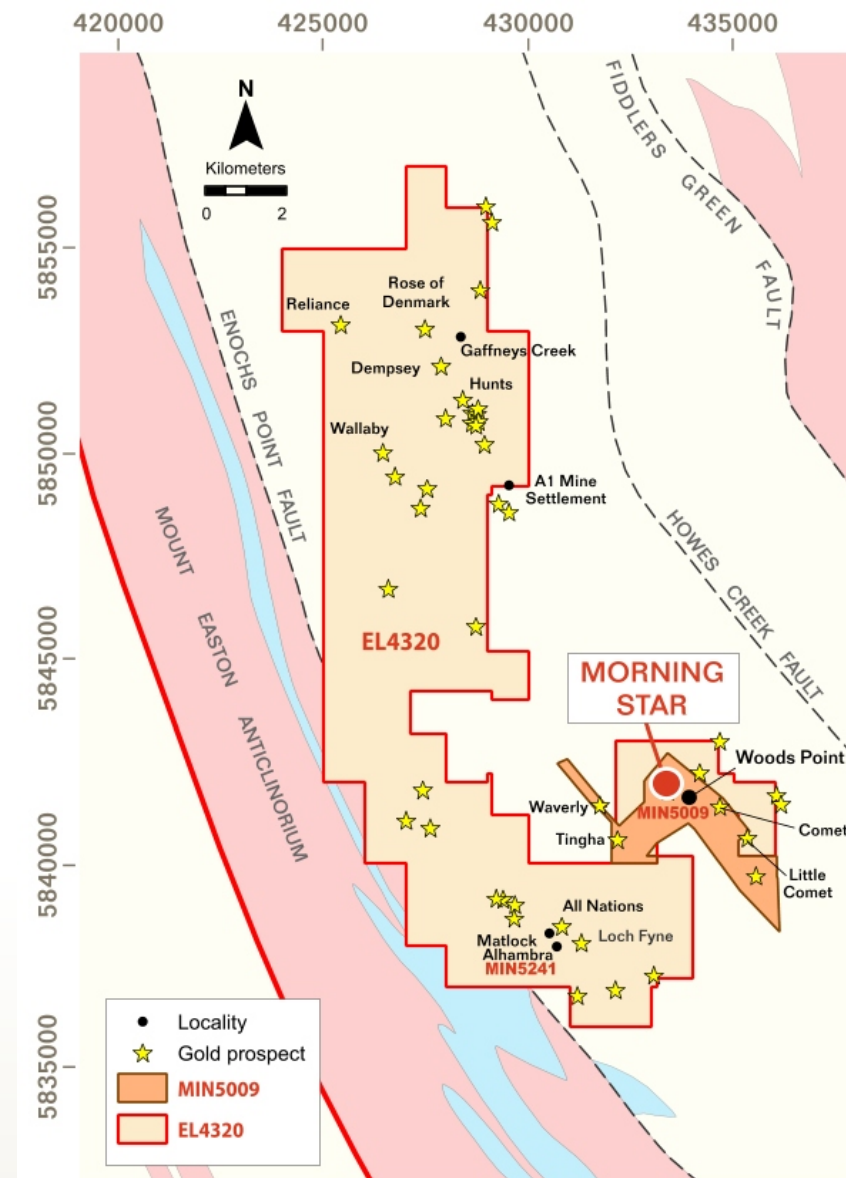 420000
425000
430000
435000
5855000
5850000
5845000
5840000
5835000
N
Kilometers
0
2
FIDDLERS GREEN FAULT
ENOCHS POINT FAULT
MOUNT EASTON ANTICLINORIUM
HOWES CREEK FAULT
Rose of
Denmark
Reliance
Gaffneys Creek
Dempsey
Hunts
Wallaby
A1 Mine
Settlement
EL4320
MORNING
STAR
Woods Point
Waverly
MIN5009
Comet
Tingha
Little
Comet
All Nations
Matlock
Loch Fyne
Alhambra
MIN5241
Locality
Gold prospect
MIN5009
EL4320